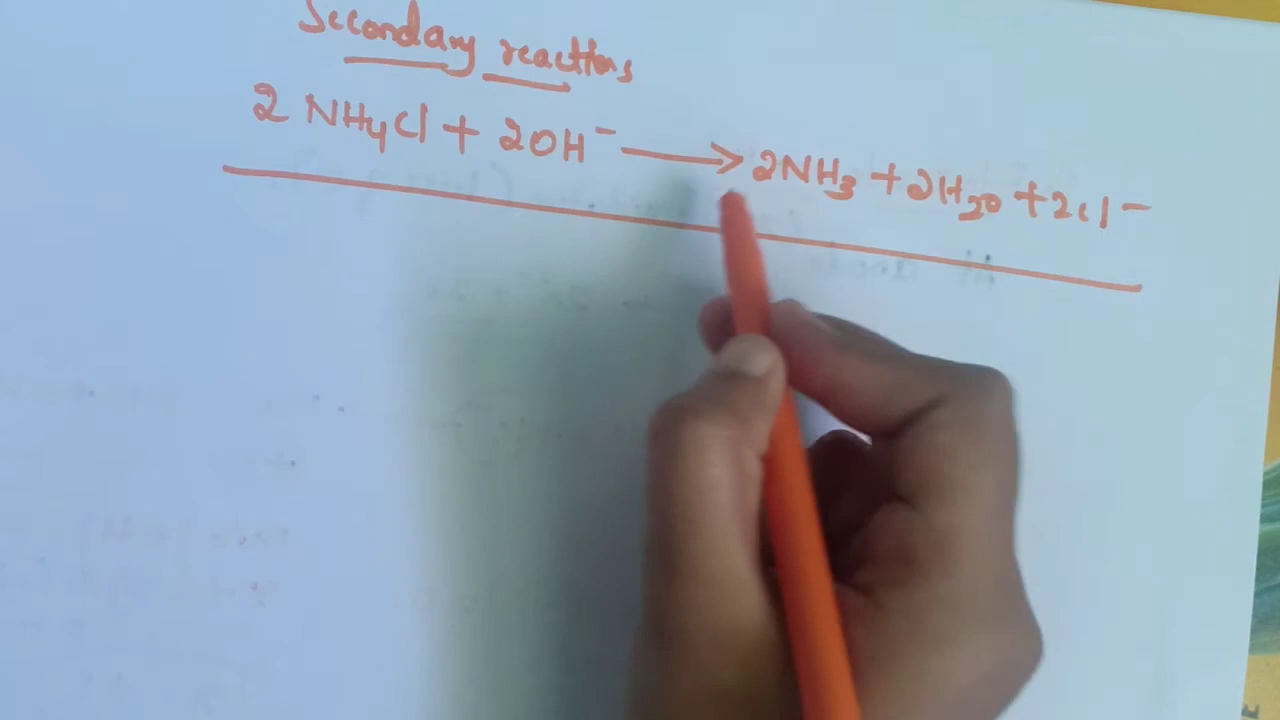 Secondary reactions
2 NH4Cl + 2OH⁻ → 2NH3 + 2H2O + 2Cl⁻